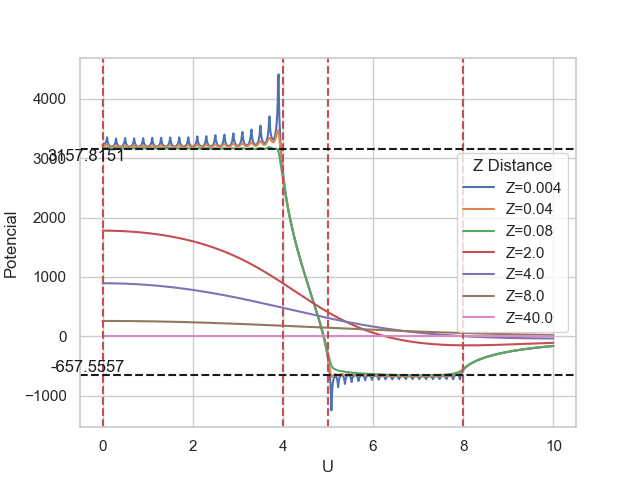 4000
3157.8151
3000
2000
1000
0
-657.5557
−1000
Potencial
0
2
4
6
8
10
U
Z Distance
Z=0.004
Z=0.04
Z=0.08
Z=2.0
Z=4.0
Z=8.0
Z=40.0